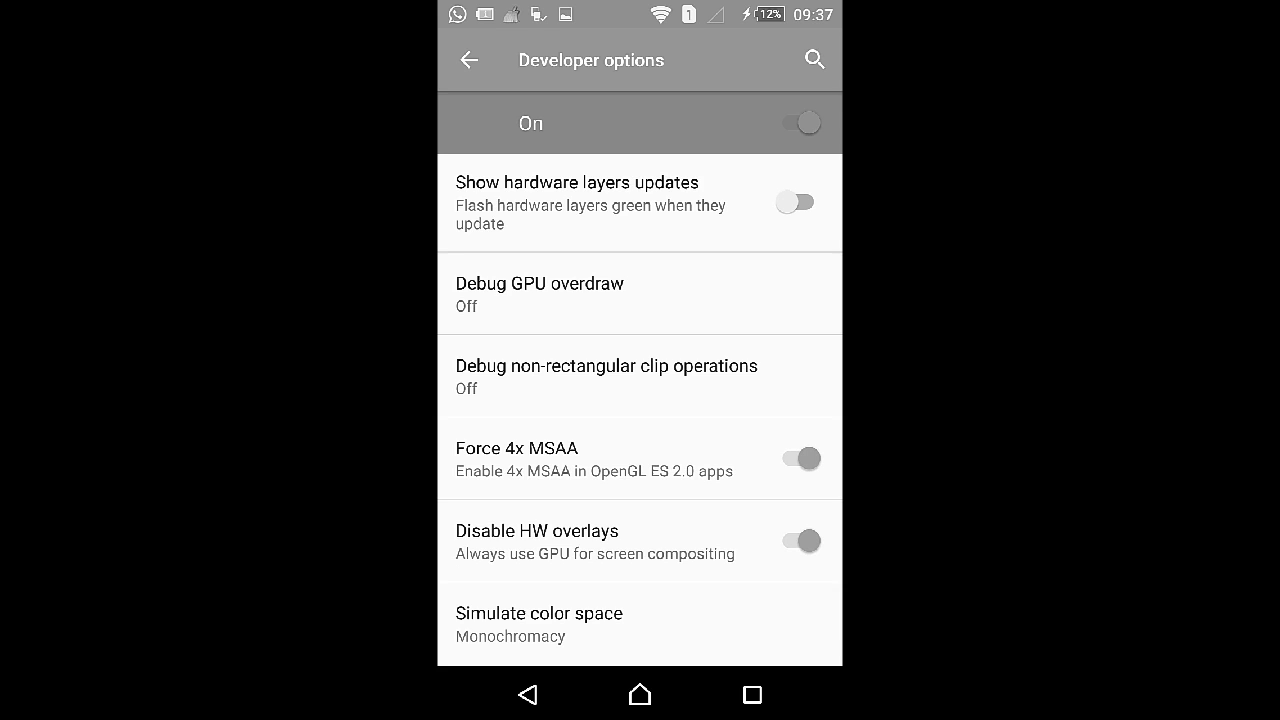 1 12% 09:37
Developer options
On
Show hardware layers updates
Flash hardware layers green when they
update
Debug GPU overdraw
Off
Debug non-rectangular clip operations
Off
Force 4x MSAA
Enable 4x MSAA in OpenGL ES 2.0 apps
Disable HW overlays
Always use GPU for screen compositing
Simulate color space
Monochromacy